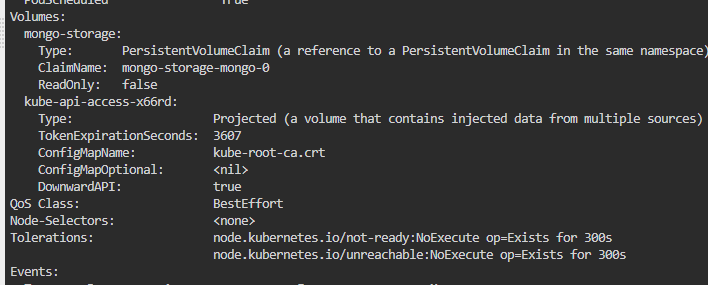 PodScheduled True
Volumes:
mongo-storage:
Type: PersistentVolumeClaim (a reference to a PersistentVolumeClaim in the same namespace)
ClaimName: mongo-storage-mongo-0
ReadOnly: false
kube-api-access-x66rd:
Type: Projected (a volume that contains injected data from multiple sources)
TokenExpirationSeconds: 3607
ConfigMapName: kube-root-ca.crt
ConfigMapOptional: <nil>
DownwardAPI: true
QoS Class: BestEffort
Node-Selectors: <none>
Tolerations: node.kubernetes.io/not-ready:NoExecute op=Exists for 300s
node.kubernetes.io/unreachable:NoExecute op=Exists for 300s
Events: